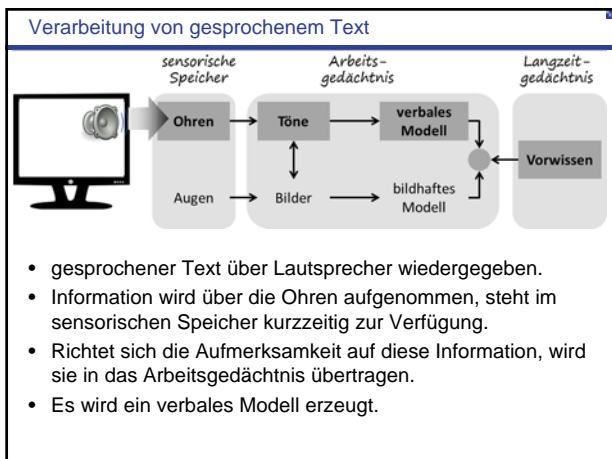 Verarbeitung von gesprochenem Text
sensorische
Speicher
Arbeits-
gedächtnis
Langzeit-
gedächtnis
Ohren
Töne
verbales
Modell
Vorwissen
Augen
Bilder
bildhaftes
Modell
• gesprochener Text über Lautsprecher wiedergegeben.
• Information wird über die Ohren aufgenommen, steht im
sensorischen Speicher kurzzeitig zur Verfügung.
• Richtet sich die Aufmerksamkeit auf diese Information, wird
sie in das Arbeitsgedächtnis übertragen.
• Es wird ein verbales Modell erzeugt.